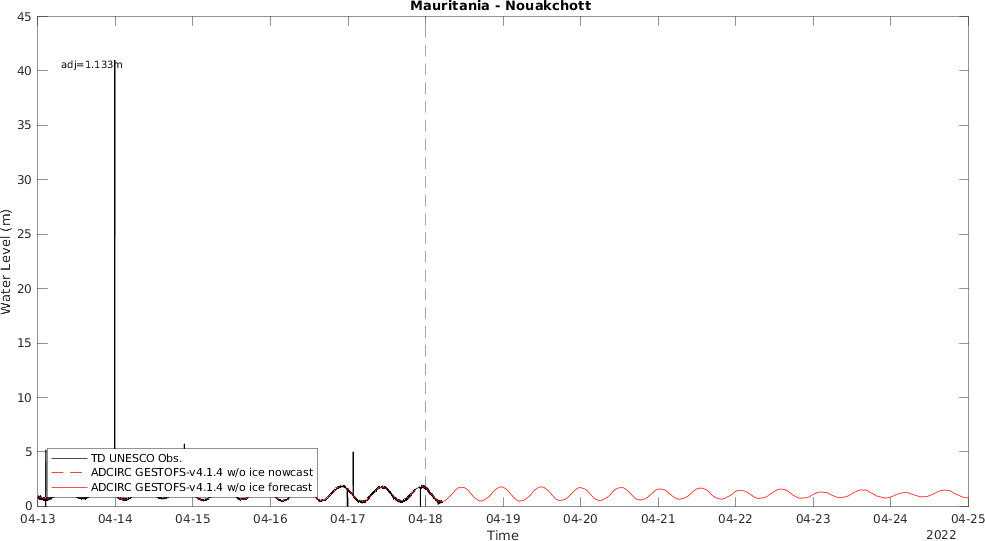 Mauritania - Nouakchott
45
40
35
30
25
20
15
10
5
0
Water Level (m)
adj=1.133m
TD UNESCO Obs.
ADCIRC GESTOFS-v4.1.4 w/o ice nowcast
ADCIRC GESTOFS-v4.1.4 w/o ice forecast
04-13 04-14 04-15 04-16 04-17 04-18 04-19 04-20 04-21 04-22 04-23 04-24 04-25
Time
2022